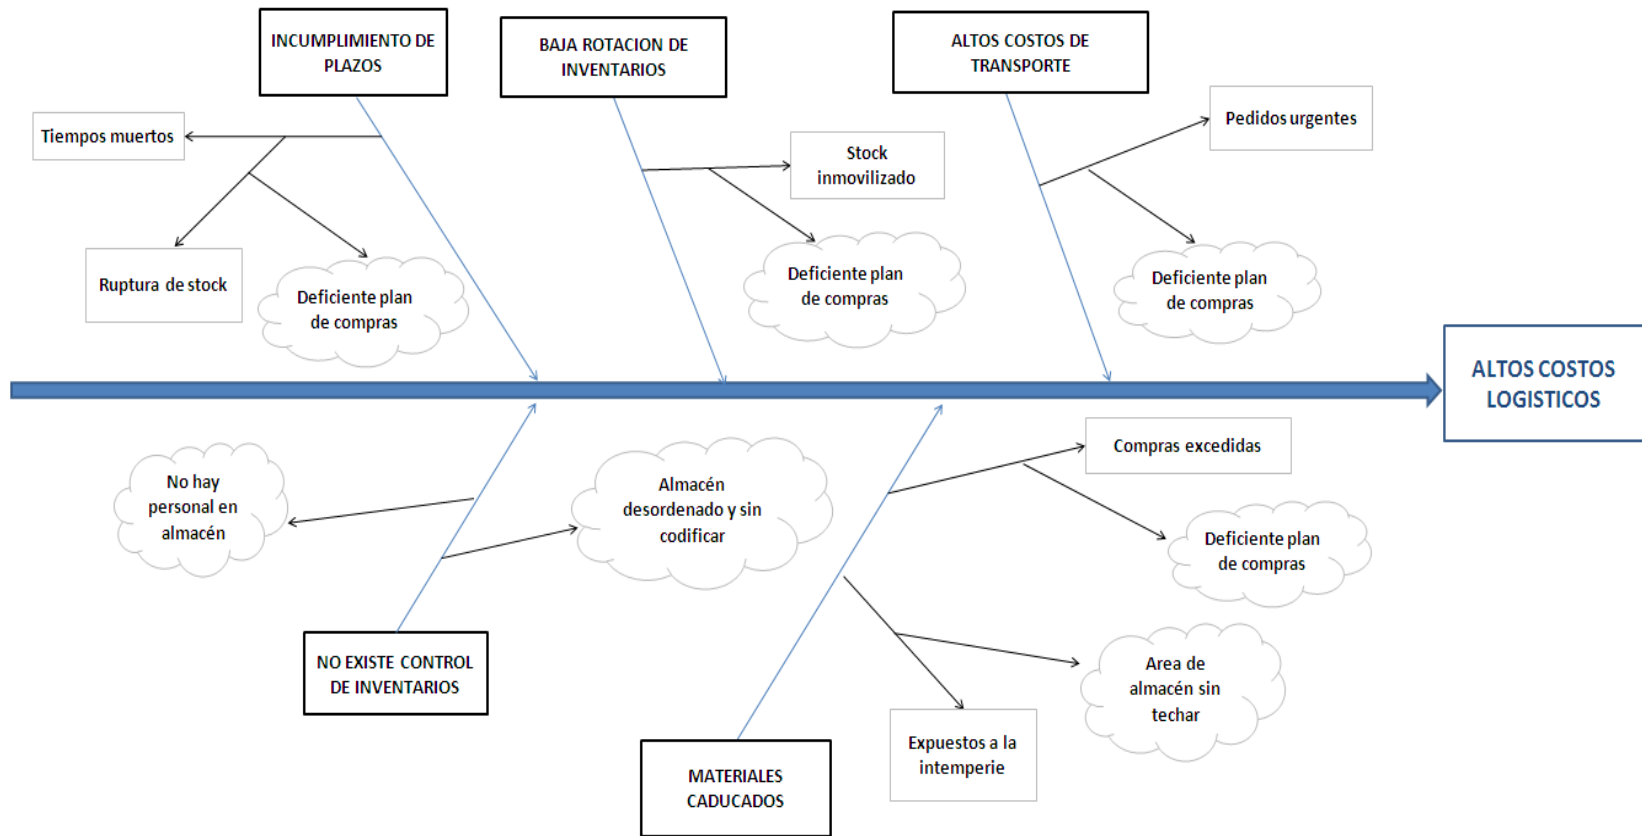 INCUMPLIMIENTO DE
PLAZOS
BAJA ROTACION DE
INVENTARIOS
ALTOS COSTOS DE
TRANSPORTE
Tiempos muertos
Ruptura de stock
Deficiente plan
de compras
Stock
inmovilizado
Deficiente plan
de compras
Pedidos urgentes
Deficiente plan
de compras
ALTOS COSTOS
LOGISTICOS
No hay
personal en
almacén
Almacén
desordenado y sin
codificar
Compras excedidas
Deficiente plan
de compras
NO EXISTE CONTROL
DE INVENTARIOS
Area de
almacén sin
techar
Expuestos a la
intemperie
MATERIALES
CADUCADOS